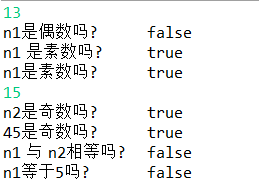 13
n1是偶数吗?	false
n1 是素数吗?	true
n1是素数吗?	true
15
n2是奇数吗?	true
45是奇数吗?	true
n1 与 n2相等吗?	false
n1等于5吗?	false